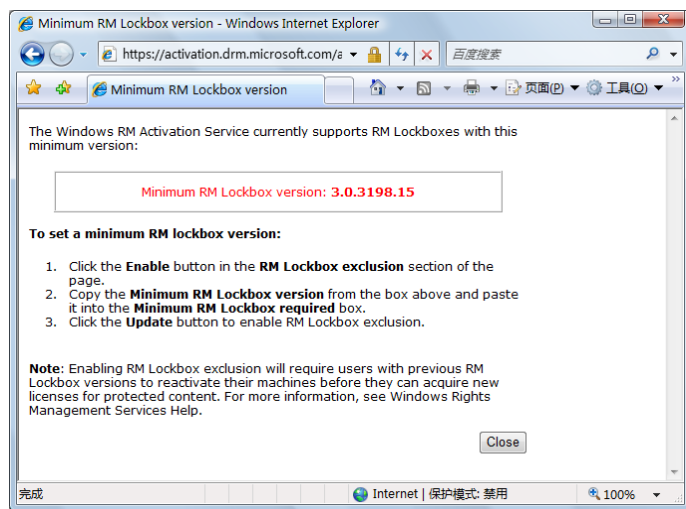 Minimum RM Lockbox version - Windows Internet Explorer
https://activation.drm.microsoft.com/a
百度搜索
Minimum RM Lockbox version
页面(P)
工具(O)
The Windows RM Activation Service currently supports RM Lockboxes with this
minimum version:
Minimum RM Lockbox version: 3.0.3198.15
To set a minimum RM lockbox version:
1. Click the Enable button in the RM Lockbox exclusion section of the
page.
2. Copy the Minimum RM Lockbox version from the box above and paste
it into the Minimum RM Lockbox required box.
3. Click the Update button to enable RM Lockbox exclusion.
Note: Enabling RM Lockbox exclusion will require users with previous RM
Lockbox versions to reactivate their machines before they can acquire new
licenses for protected content. For more information, see Windows Rights
Management Services Help.
Close
完成
Internet | 保护模式: 禁用
100%